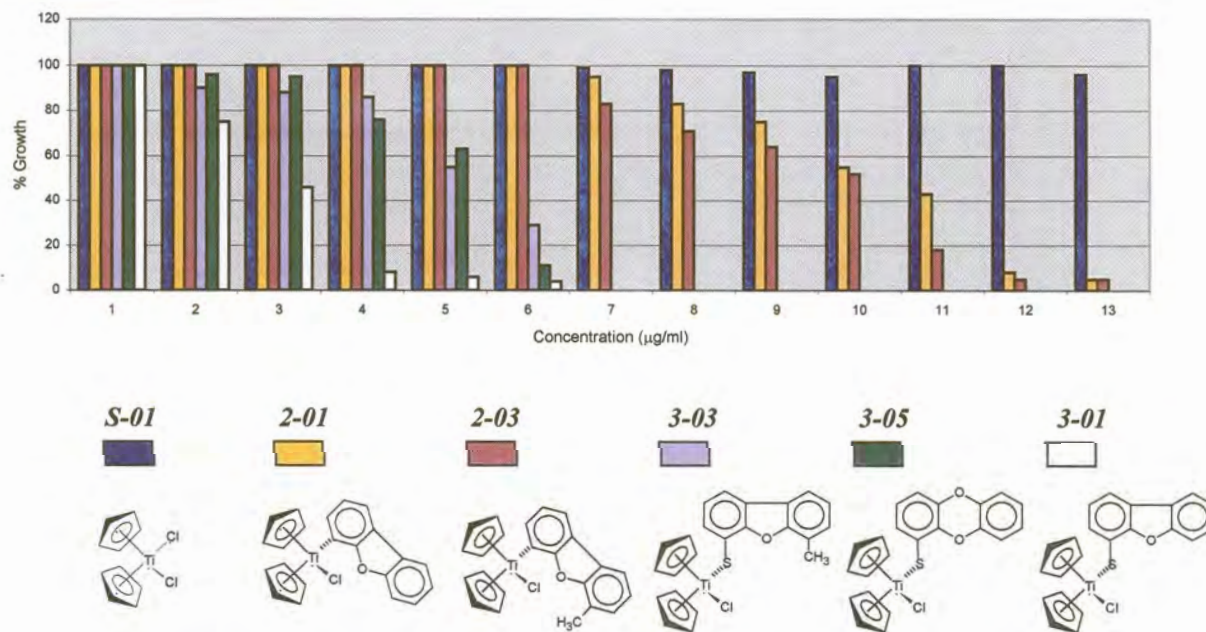 120
100
80
60
40
20
0
% Growth
1 2 3 4 5 6 7 8 9 10 11 12 13
Concentration (µg/ml)
S-01 2-01 2-03 3-03 3-05 3-01
Ti Cl Cl
Ti Cl O
Ti Cl O H₃C
O CH₃ S Ti Cl
O O S Ti Cl
O S Ti Cl